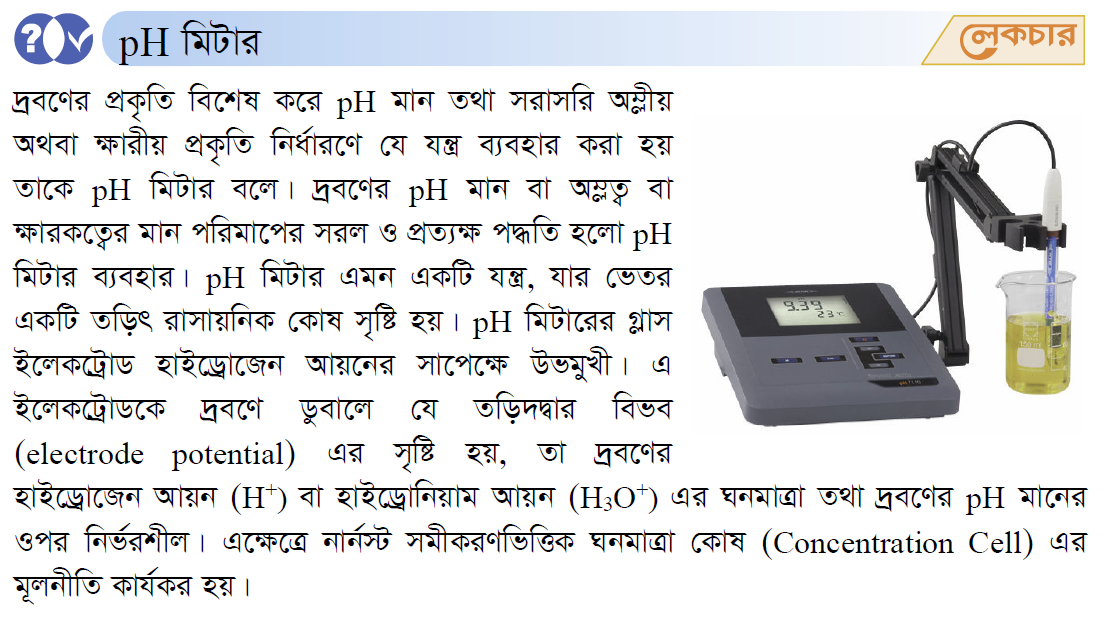 pH মিটার
লেকচার
দ্রবণের প্রকৃতি বিশেষ করে pH মান তথা সরাসরি অম্লীয়
অথবা ক্ষারীয় প্রকৃতি নির্ধারণে যে যন্ত্র ব্যবহার করা হয়
তাকে pH মিটার বলে। দ্রবণের pH মান বা অম্লত্ব বা
ক্ষারকত্বের মান পরিমাপের সরল ও প্রত্যক্ষ পদ্ধতি হলো pH
মিটার ব্যবহার। pH মিটার এমন একটি যন্ত্র, যার ভেতর
একটি তড়িৎ রাসায়নিক কোষ সৃষ্টি হয়। pH মিটারের গ্লাস
ইলেকট্রোড হাইড্রোজেন আয়নের সাপেক্ষে উভমুখী। এ
ইলেকট্রোডকে দ্রবণে ডুবালে যে তড়িদদ্বার বিভব
(electrode potential) এর সৃষ্টি হয়, তা দ্রবণের
হাইড্রোজেন আয়ন (H⁺) বা হাইড্রোনিয়াম আয়ন (H₃O⁺) এর ঘনমাত্রা তথা দ্রবণের pH মানের
ওপর নির্ভরশীল। এক্ষেত্রে নার্নস্ট সমীকরণভিত্তিক ঘনমাত্রা কোষ (Concentration Cell) এর
মূলনীতি কার্যকর হয়।
9.39
23 °C